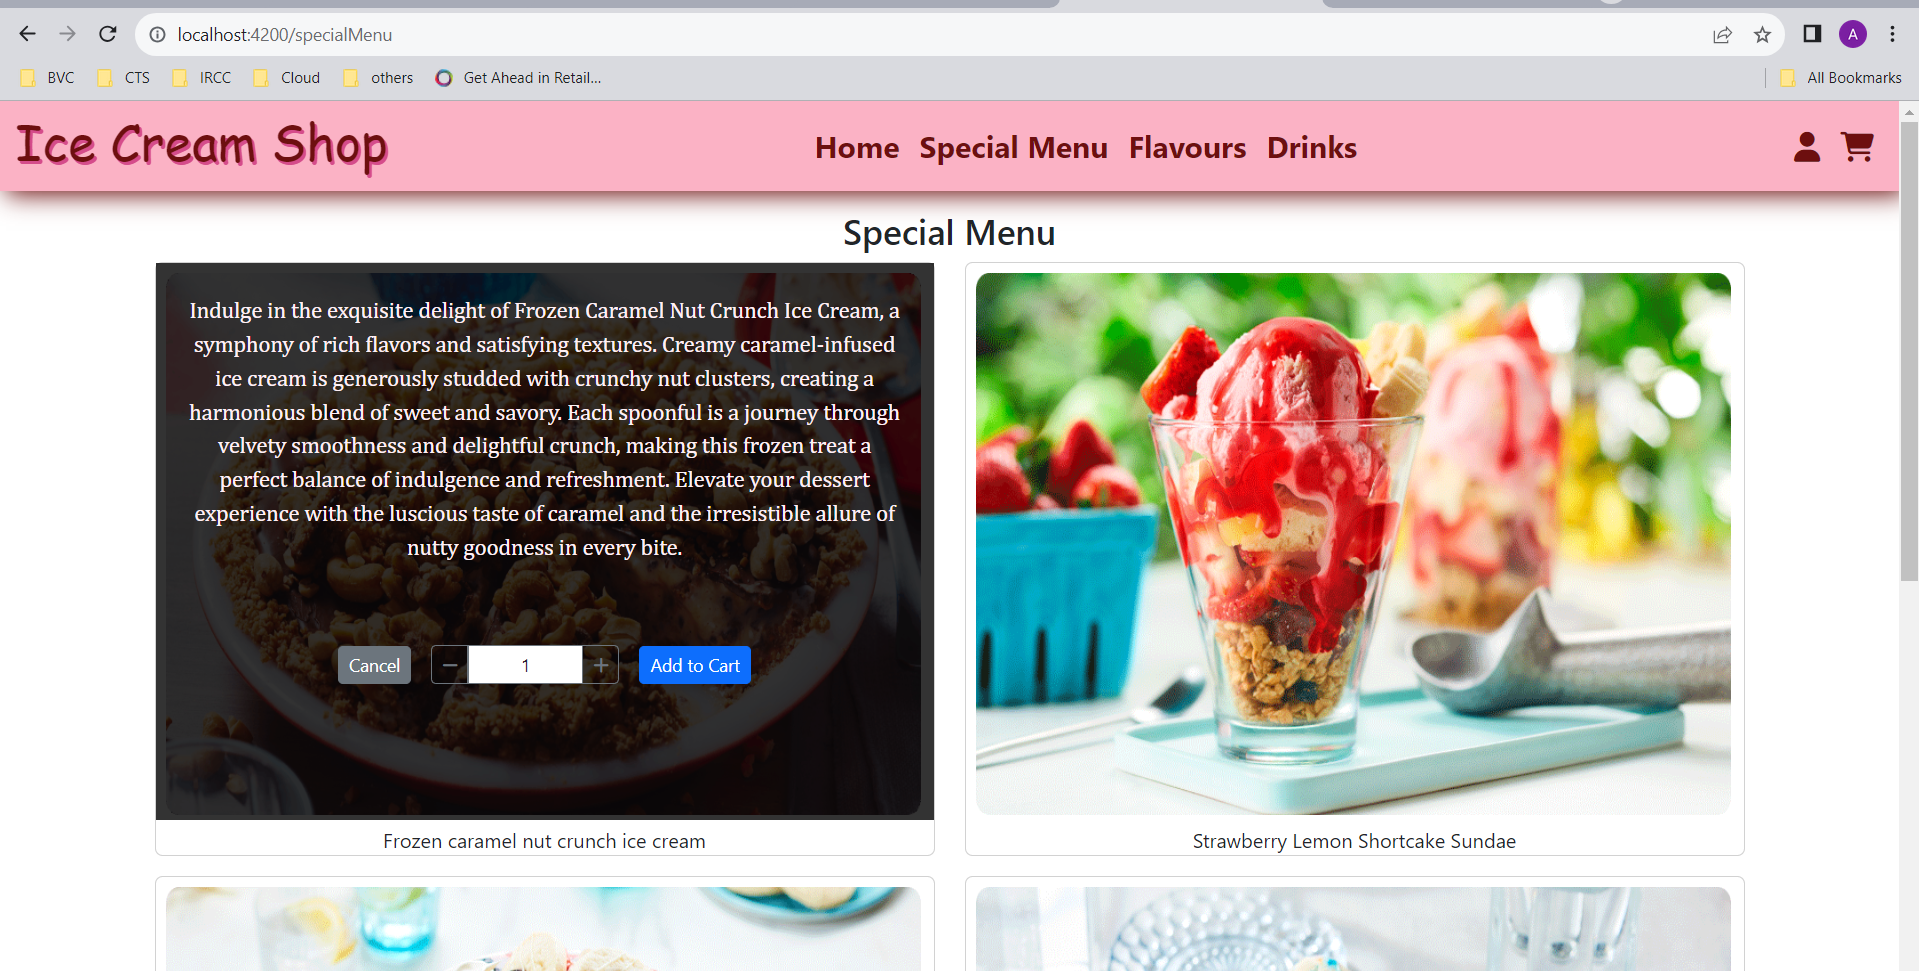 localhost:4200/specialMenu
A
BVC CTS IRCC Cloud others Get Ahead in Retail... All Bookmarks
Ice Cream Shop Home Special Menu Flavours Drinks
Special Menu
Indulge in the exquisite delight of Frozen Caramel Nut Crunch Ice Cream, a
symphony of rich flavors and satisfying textures. Creamy caramel-infused
ice cream is generously studded with crunchy nut clusters, creating a
harmonious blend of sweet and savory. Each spoonful is a journey through
velvety smoothness and delightful crunch, making this frozen treat a
perfect balance of indulgence and refreshment. Elevate your dessert
experience with the luscious taste of caramel and the irresistible allure of
nutty goodness in every bite.
Cancel − 1 + Add to Cart
Frozen caramel nut crunch ice cream
Strawberry Lemon Shortcake Sundae